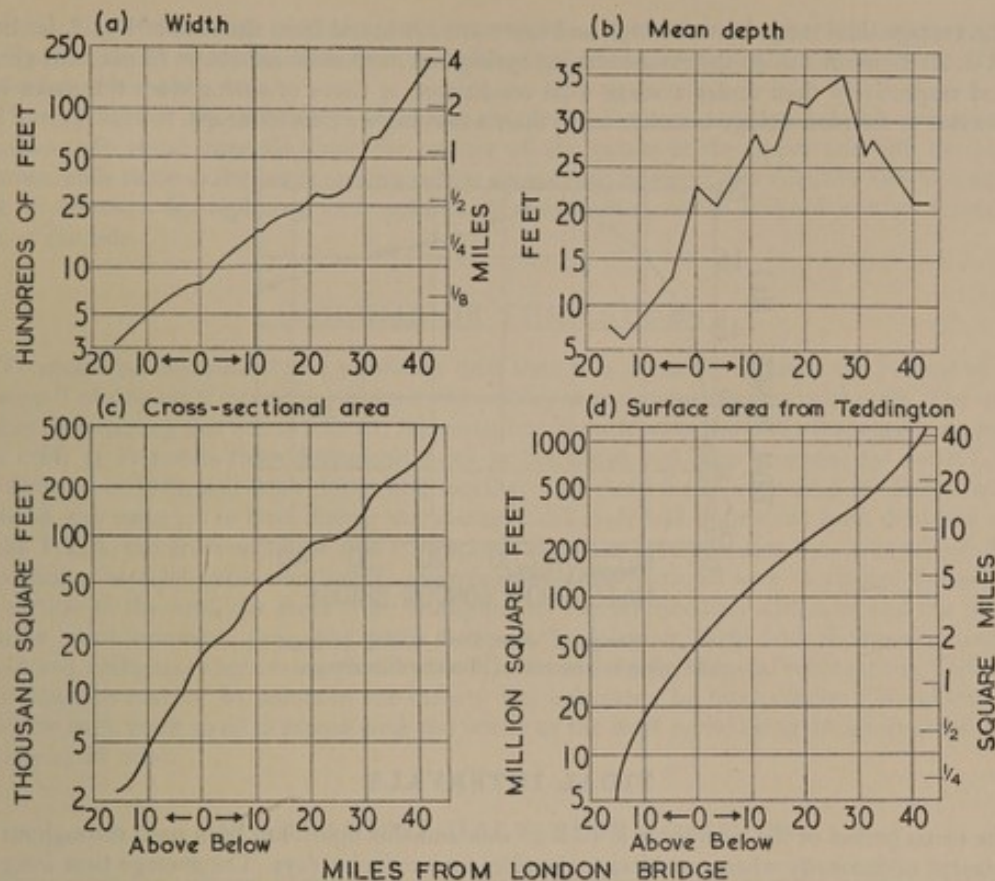 (a) Width
250
100
50
25
10
5
3
HUNDREDS OF FEET
4
2
1
½
¼
⅛
MILES
20 10 ← 0 → 10 20 30 40
(b) Mean depth
35
30
25
20
15
10
5
FEET
20 10 ← 0 → 10 20 30 40
(c) Cross-sectional area
500
200
100
50
20
10
5
2
THOUSAND SQUARE FEET
20 10 ← 0 → 10 20 30 40
Above Below
(d) Surface area from Teddington
1000
500
200
100
50
20
10
5
MILLION SQUARE FEET
40
20
10
5
2
1
½
¼
SQUARE MILES
20 10 ← 0 → 10 20 30 40
Above Below
MILES FROM LONDON BRIDGE